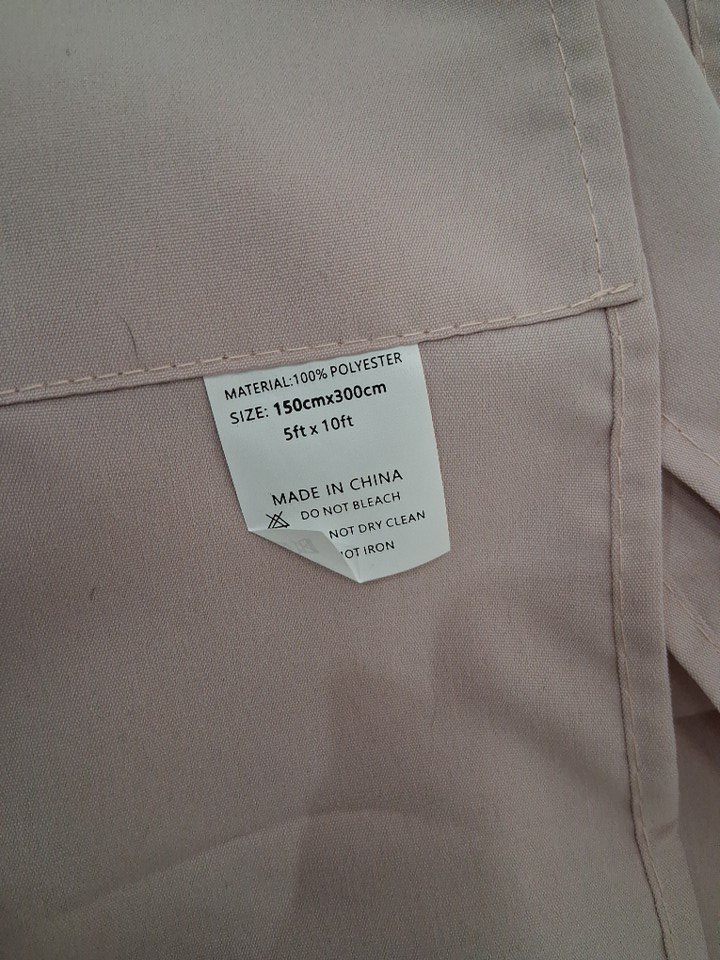 MATERIAL:100% POLYESTER
SIZE: 150cmx300cm
5ft x 10ft
MADE IN CHINA
DO NOT BLEACH
NOT DRY CLEAN
IRON